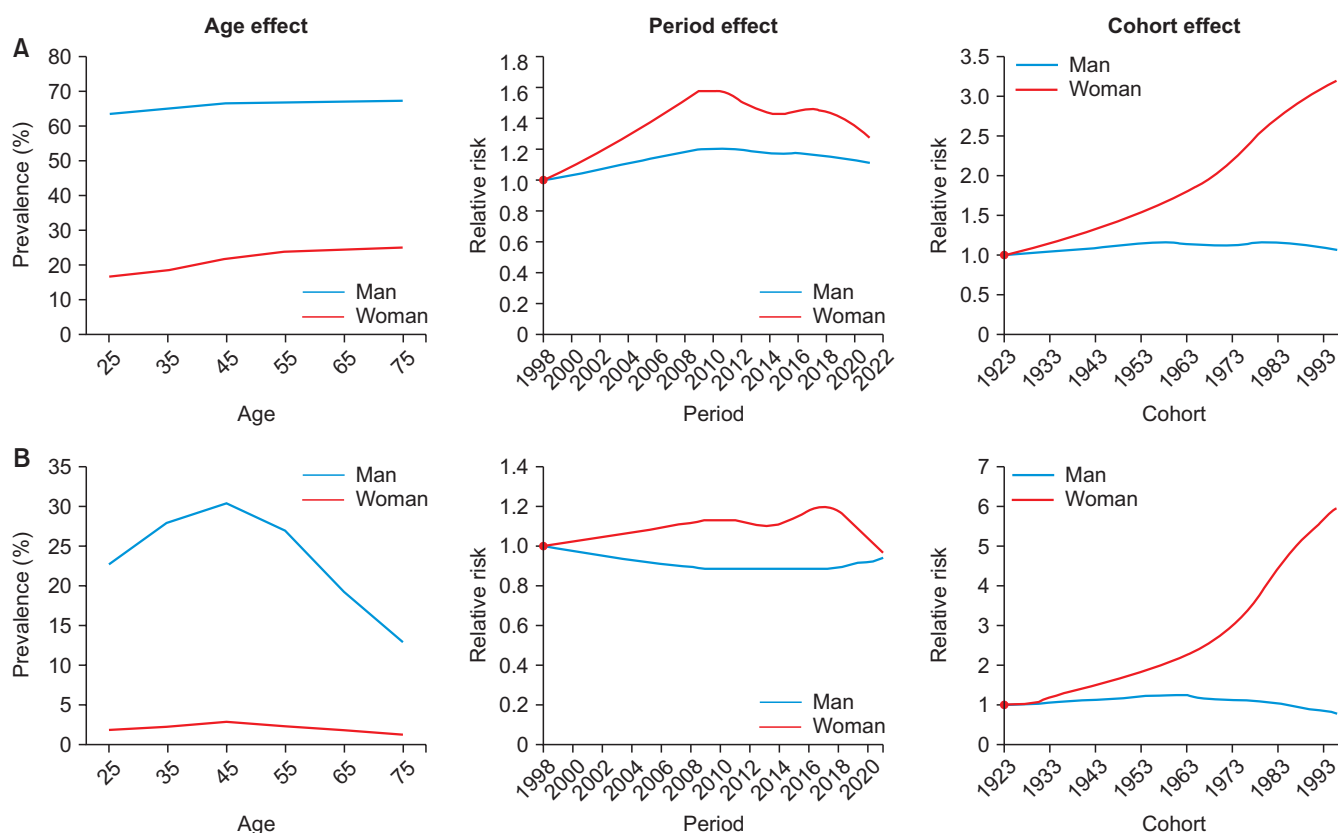 A
Age effect
Prevalence (%)
80
70
60
50
40
30
20
10
0
Man
Woman
25 35 45 55 65 75
Age
Period effect
Relative risk
1.8
1.6
1.4
1.2
1.0
0.8
0.6
0.4
0.2
0
Man
Woman
1998 2000 2002 2004 2006 2008 2010 2012 2014 2016 2018 2020 2022
Period
Cohort effect
Relative risk
3.5
3.0
2.5
2.0
1.5
1.0
0.5
0
Man
Woman
1923 1933 1943 1953 1963 1973 1983 1993
Cohort
B
Prevalence (%)
35
30
25
20
15
10
5
0
Man
Woman
25 35 45 55 65 75
Age
Relative risk
1.4
1.2
1.0
0.8
0.6
0.4
0.2
0
Man
Woman
1998 2000 2002 2004 2006 2008 2010 2012 2014 2016 2018 2020
Period
Relative risk
7
6
5
4
3
2
1
0
Man
Woman
1923 1933 1943 1953 1963 1973 1983 1993
Cohort